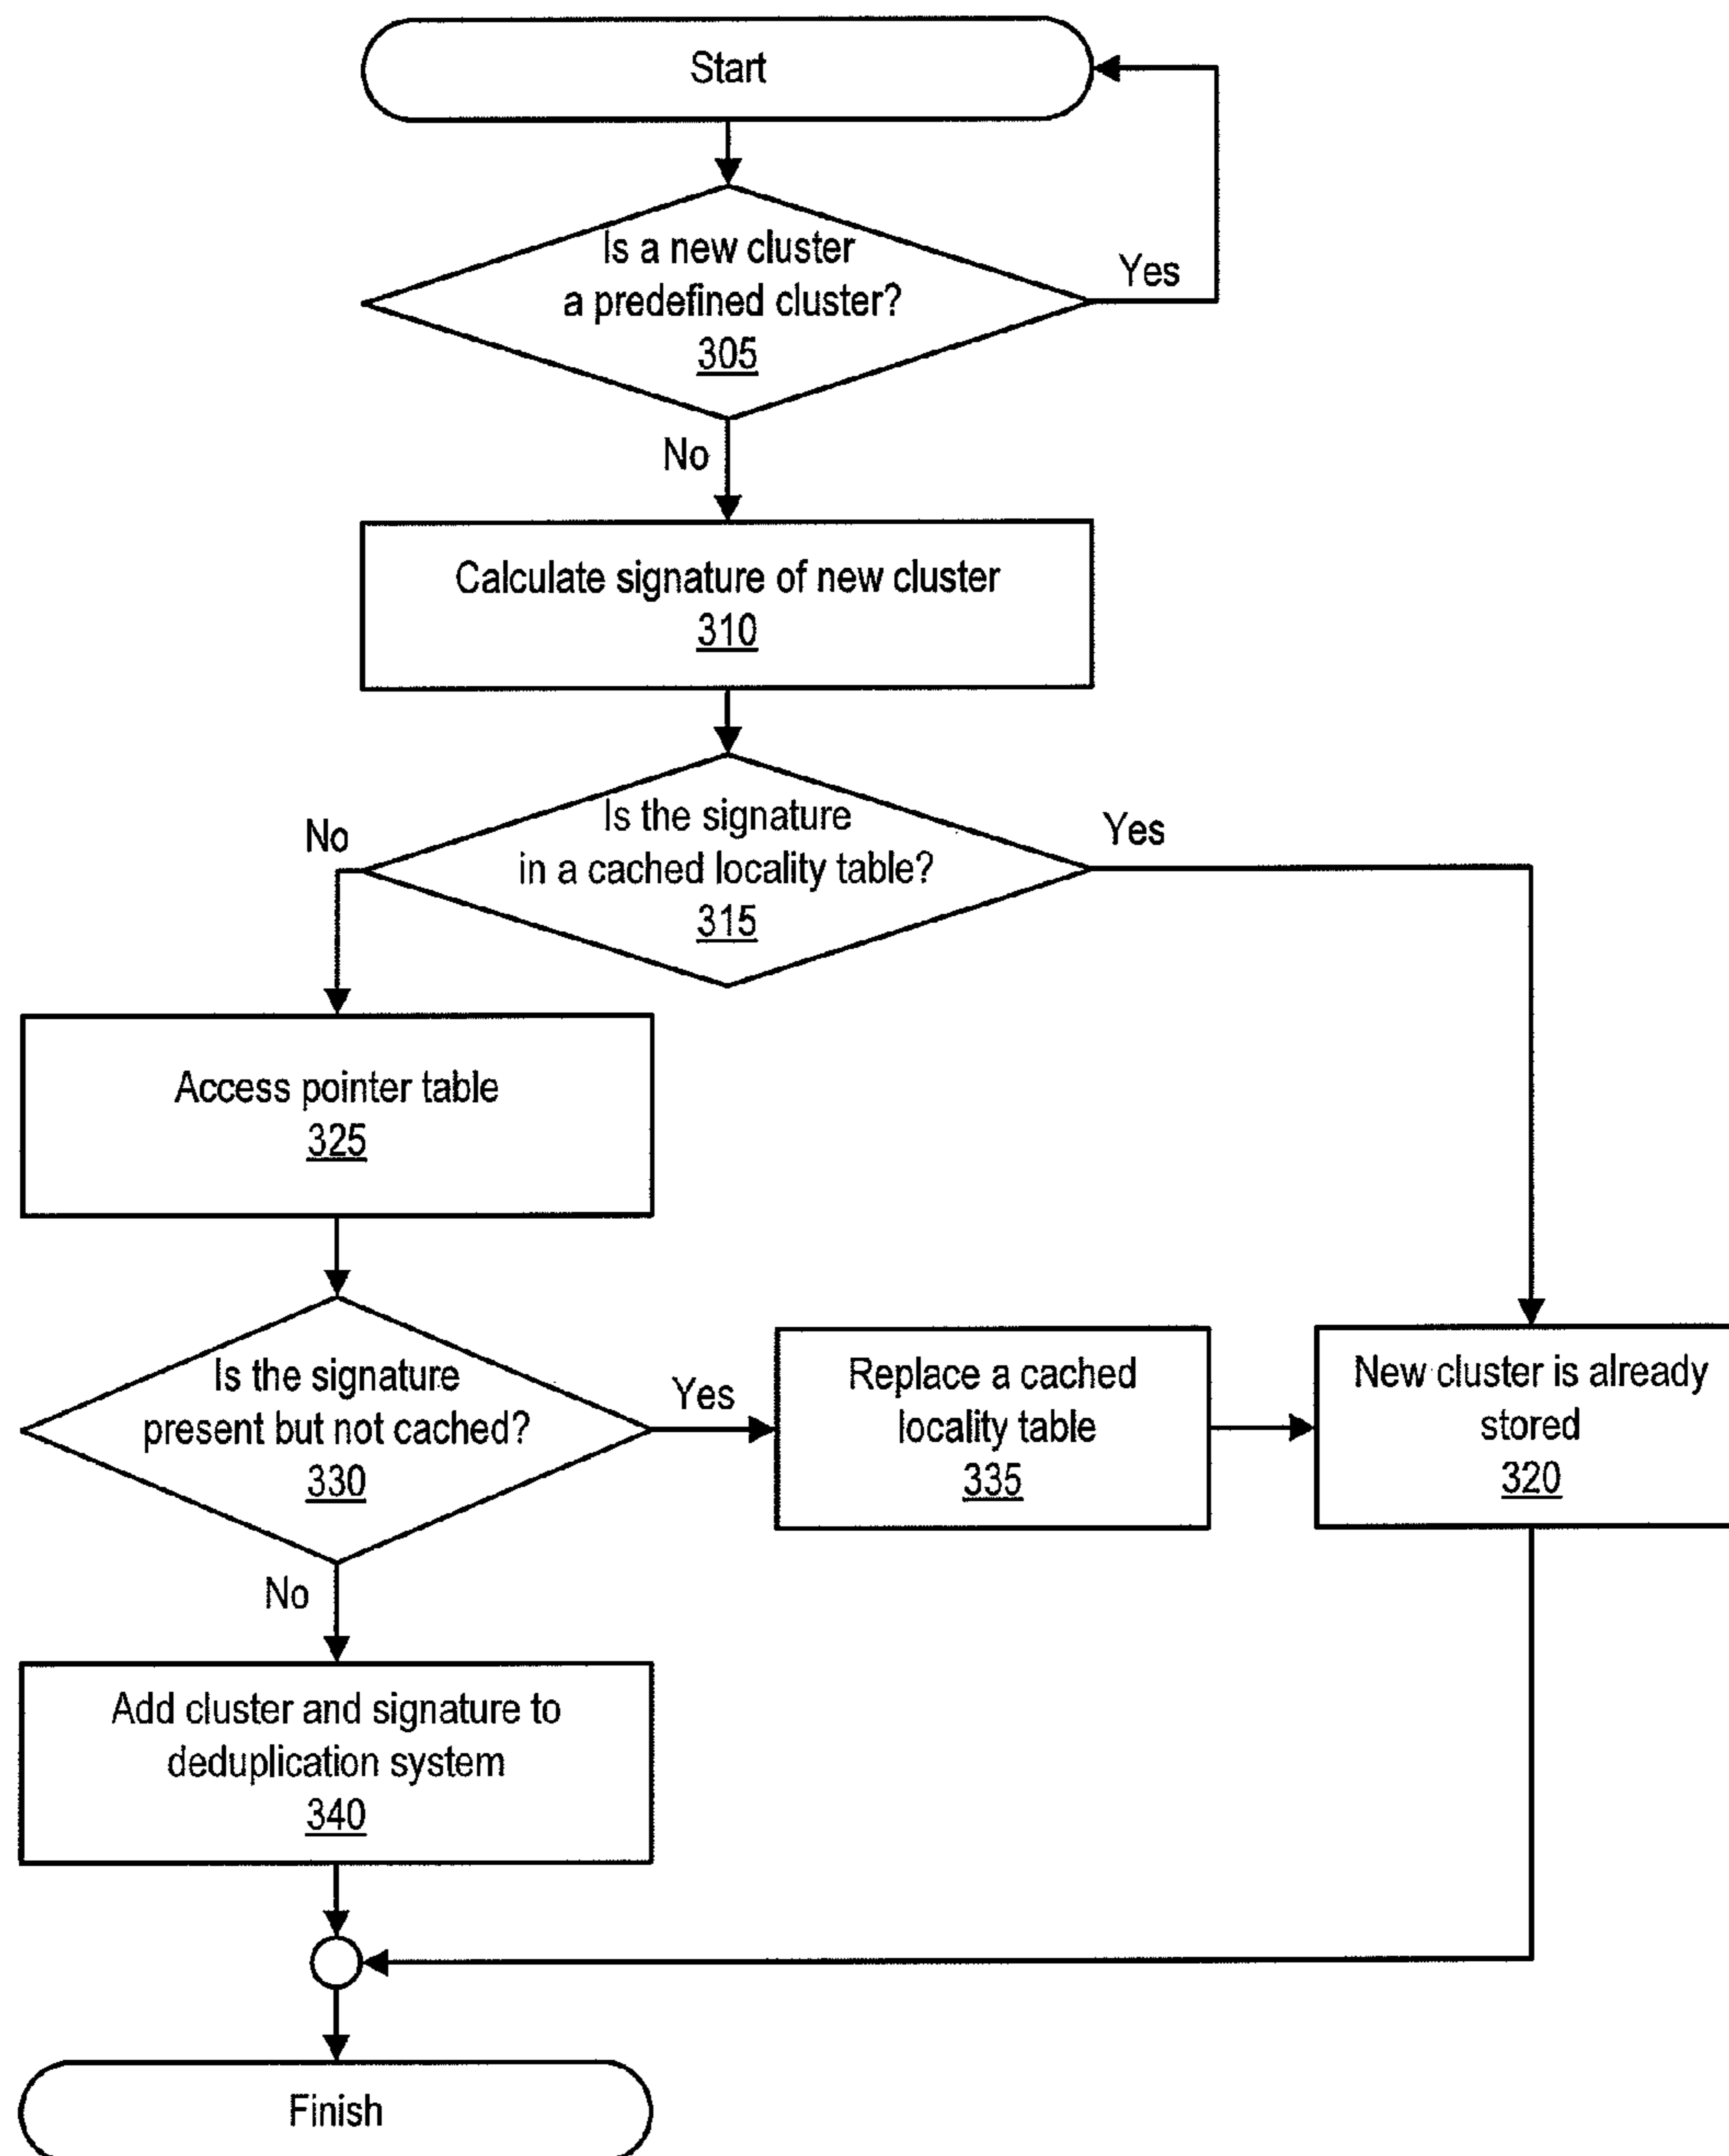 Start
Is a new cluster
a predefined cluster?
305
Yes
No
Calculate signature of new cluster
310
Is the signature
in a cached locality table?
315
No
Yes
Access pointer table
325
Is the signature
present but not cached?
330
Yes
Replace a cached
locality table
335
New cluster is already
stored
320
No
Add cluster and signature to
deduplication system
340
Finish